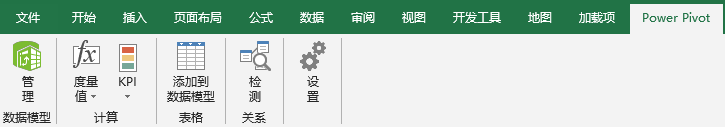 文件 开始 插入 页面布局 公式 数据 审阅 视图 开发工具 地图 加载项 Power Pivot
管理 度量值 KPI 添加到数据模型 检测 设置
数据模型 计算 表格 关系